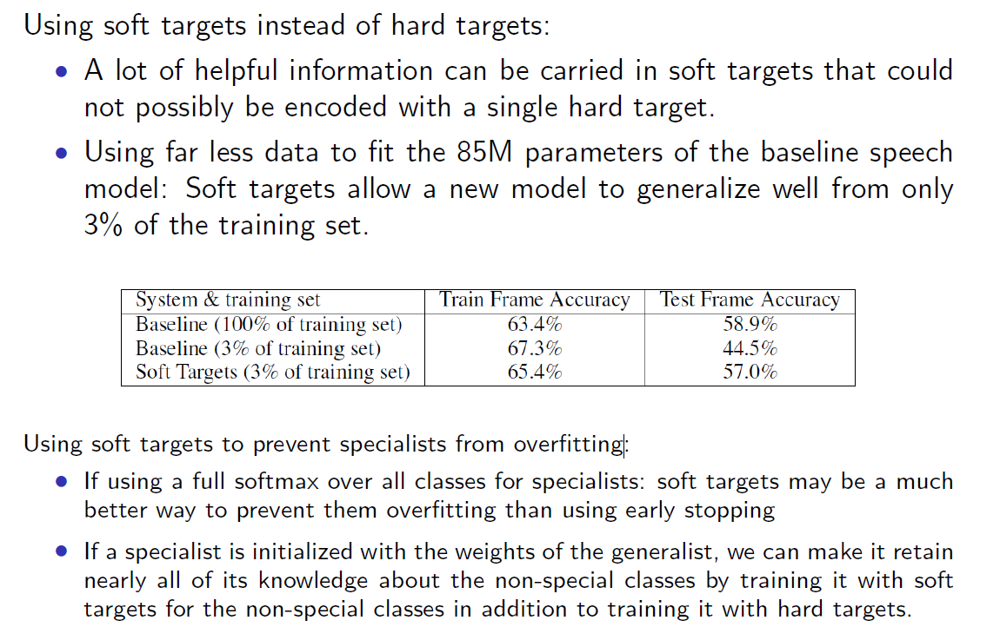 Using soft targets instead of hard targets:
• A lot of helpful information can be carried in soft targets that could
not possibly be encoded with a single hard target.
• Using far less data to fit the 85M parameters of the baseline speech
model: Soft targets allow a new model to generalize well from only
3% of the training set.
System & training set Train Frame Accuracy Test Frame Accuracy
Baseline (100% of training set) 63.4% 58.9%
Baseline (3% of training set) 67.3% 44.5%
Soft Targets (3% of training set) 65.4% 57.0%
Using soft targets to prevent specialists from overfitting:
• If using a full softmax over all classes for specialists: soft targets may be a much
better way to prevent them overfitting than using early stopping
• If a specialist is initialized with the weights of the generalist, we can make it retain
nearly all of its knowledge about the non-special classes by training it with soft
targets for the non-special classes in addition to training it with hard targets.